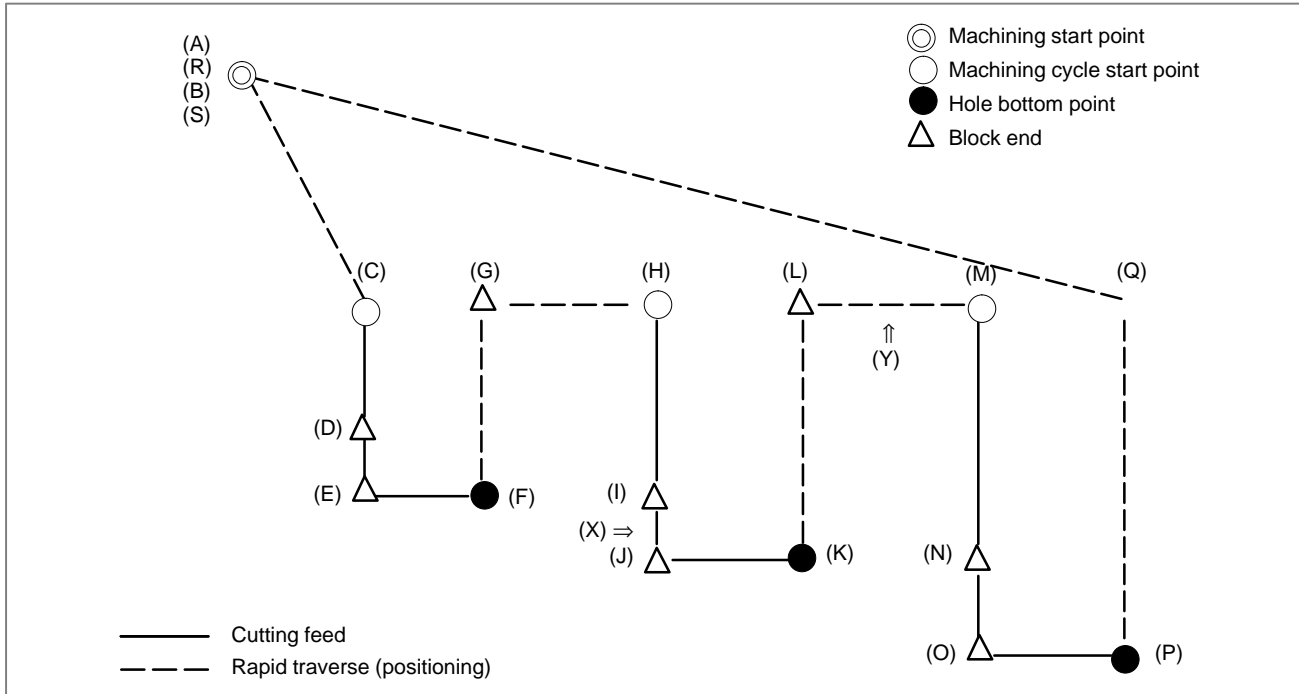 (A)
(R)
(B)
(S)
Machining start point
Machining cycle start point
Hole bottom point
Block end
(C)
(G)
(H)
(L)
(M)
(Q)
⇑
(Y)
(D)
(E)
(F)
(I)
(X) ⇒
(J)
(K)
(N)
(O)
(P)
Cutting feed
Rapid traverse (positioning)